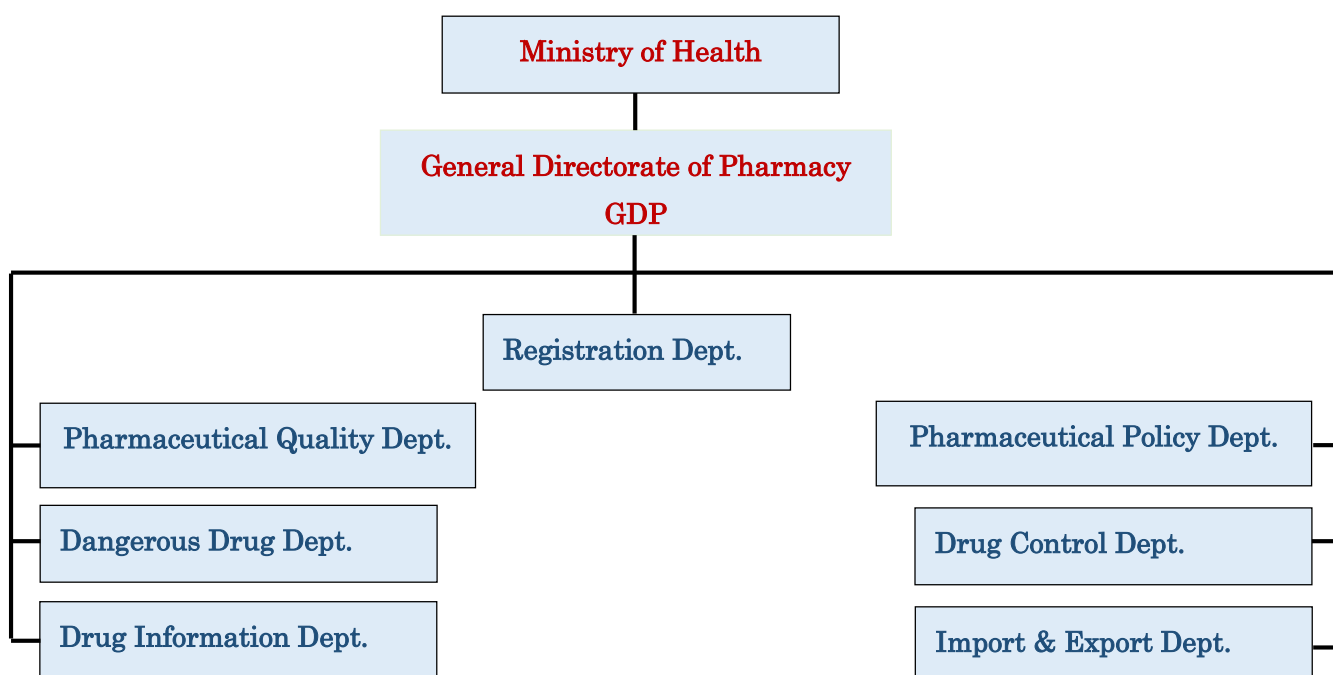 Ministry of Health
General Directorate of Pharmacy
GDP
Registration Dept.
Pharmaceutical Quality Dept.
Pharmaceutical Policy Dept.
Dangerous Drug Dept.
Drug Control Dept.
Drug Information Dept.
Import & Export Dept.